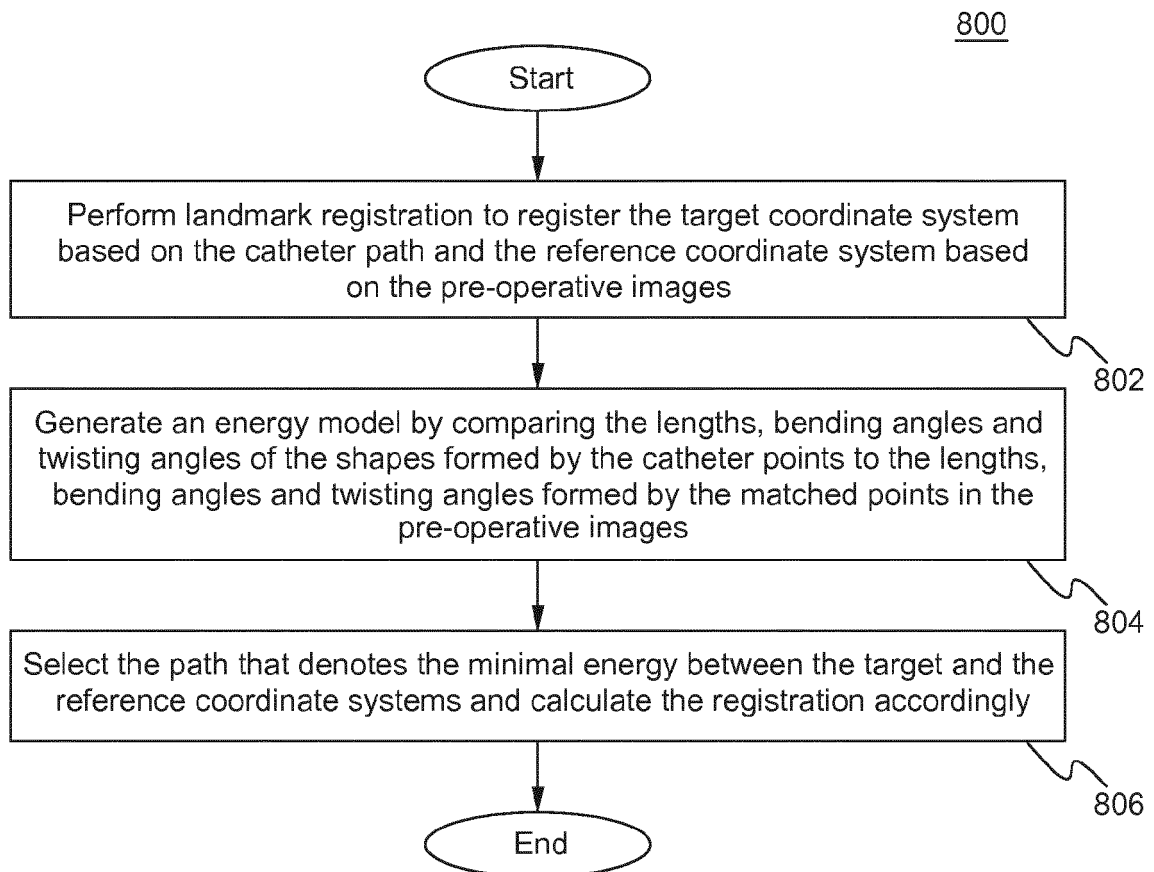 800
Start
Perform landmark registration to register the target coordinate system
based on the catheter path and the reference coordinate system based
on the pre-operative images
802
Generate an energy model by comparing the lengths, bending angles and
twisting angles of the shapes formed by the catheter points to the lengths,
bending angles and twisting angles formed by the matched points in the
pre-operative images
804
Select the path that denotes the minimal energy between the target and the
reference coordinate systems and calculate the registration accordingly
806
End